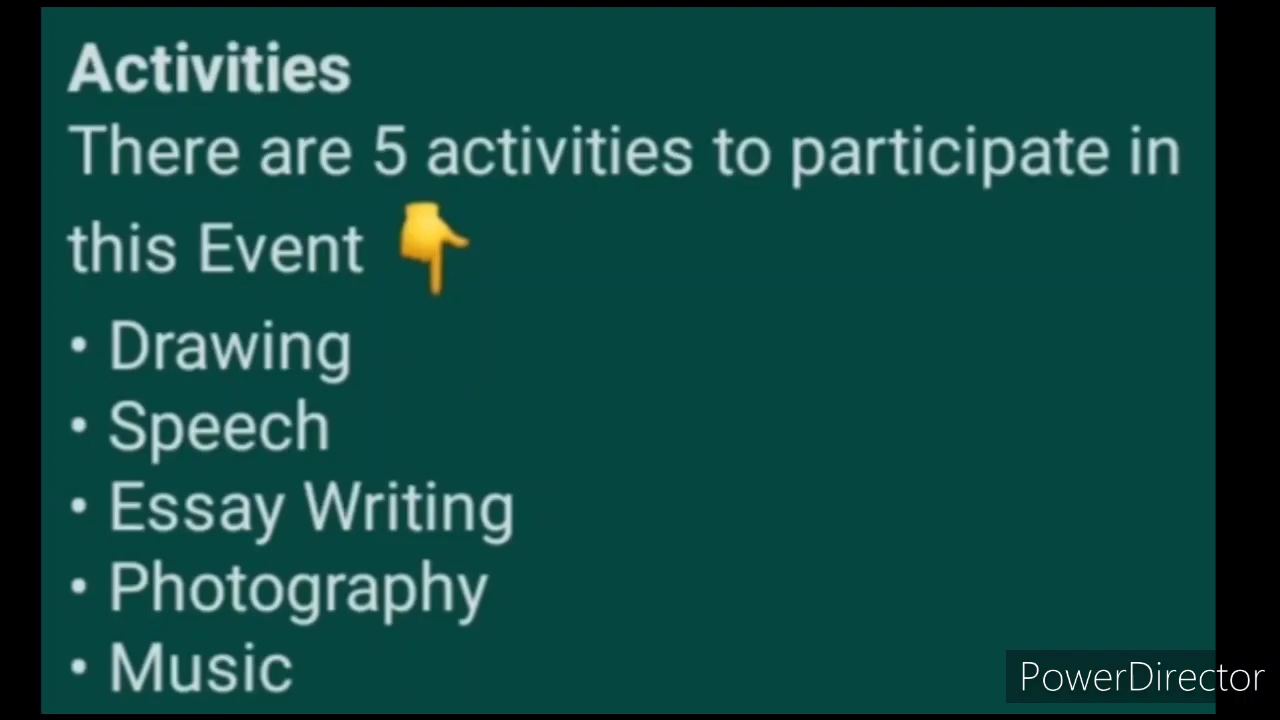 Activities
There are 5 activities to participate in
this Event 👇
• Drawing
• Speech
• Essay Writing
• Photography
• Music
PowerDirector